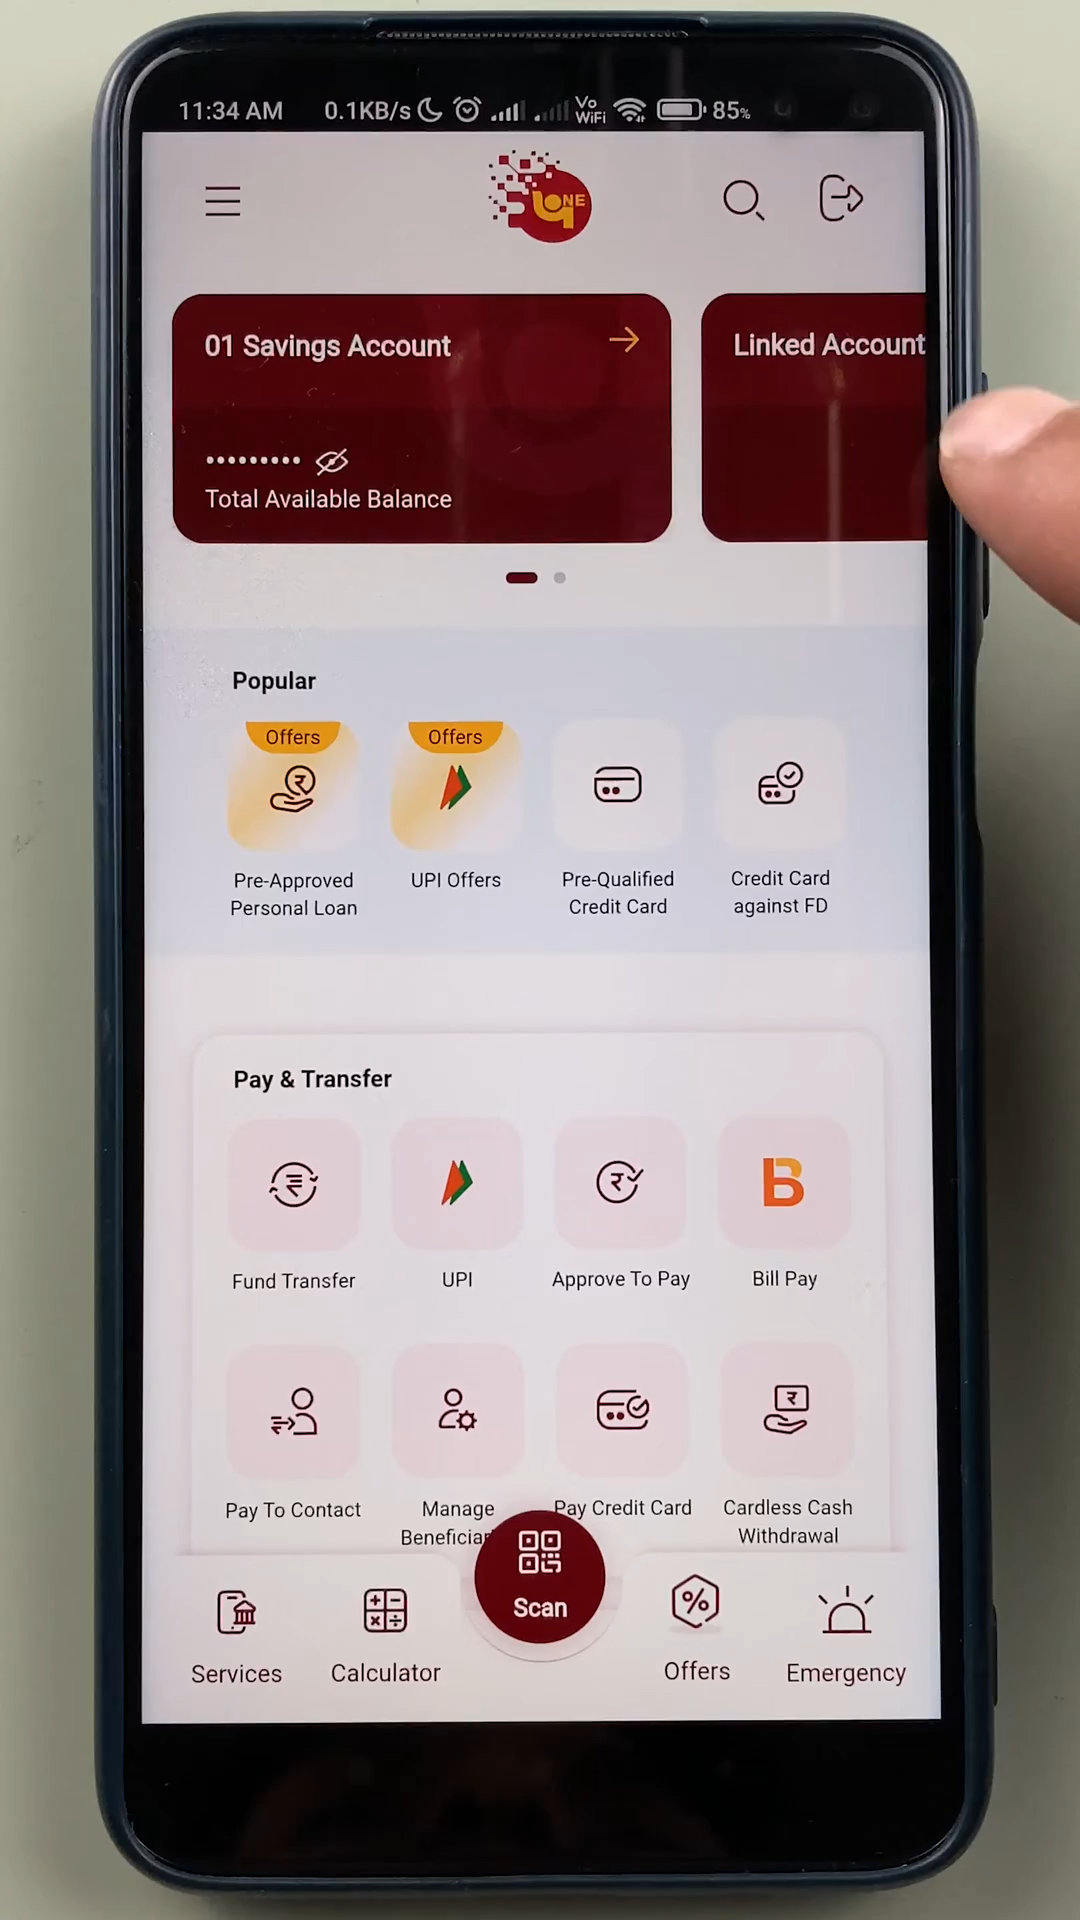 11:34 AM 0.1KB/s Vo WiFi 85%
ONE
01 Savings Account
Linked Account
Total Available Balance
Popular
Offers Offers
Pre-Approved Personal Loan
UPI Offers
Pre-Qualified Credit Card
Credit Card against FD
Pay & Transfer
Fund Transfer
UPI
Approve To Pay
Bill Pay
Pay To Contact
Manage
Pay Credit Card
Cardless Cash Withdrawal
Scan
Services
Calculator
Offers
Emergency